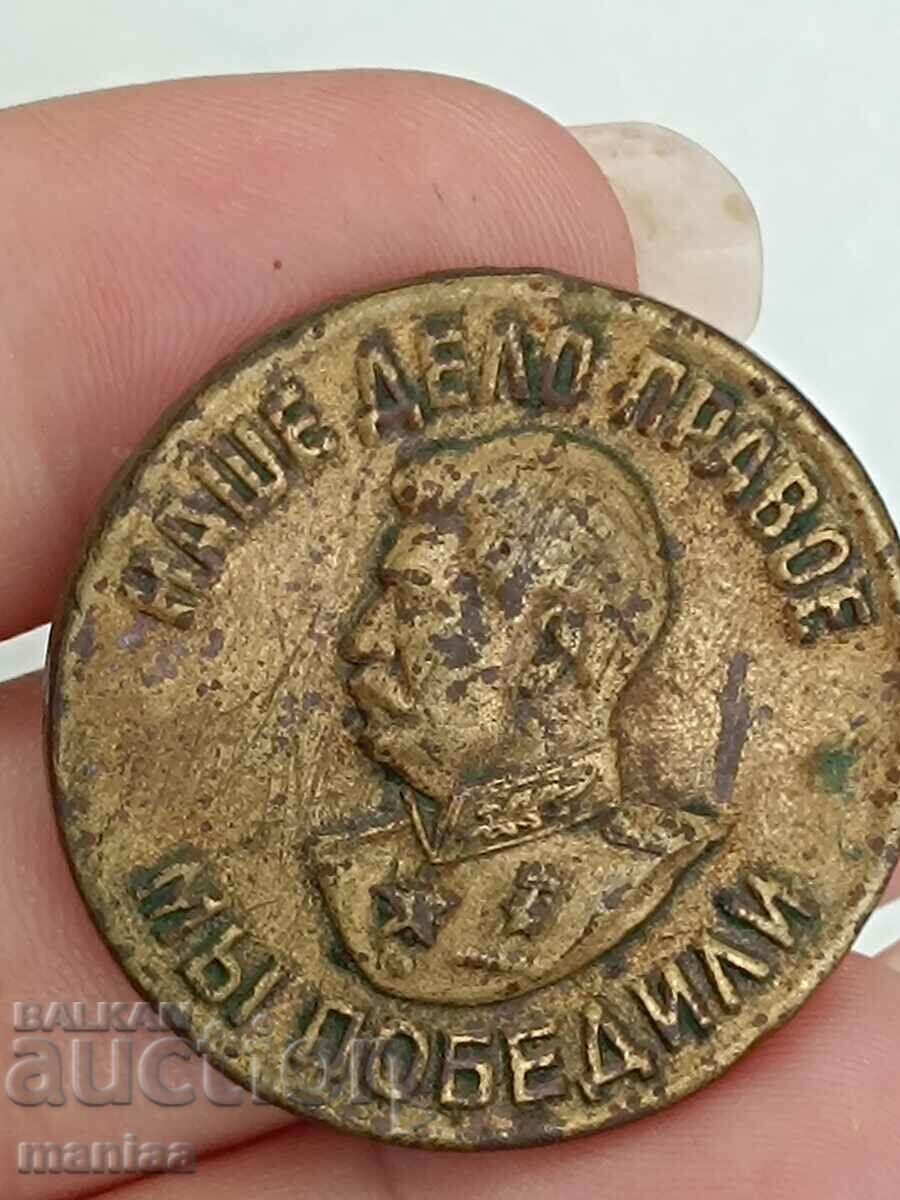 НАШЕ ДЕЛО ПРАВОЕ
МЫ ПОБЕДИЛИ
BALKAN
auction
maniaa